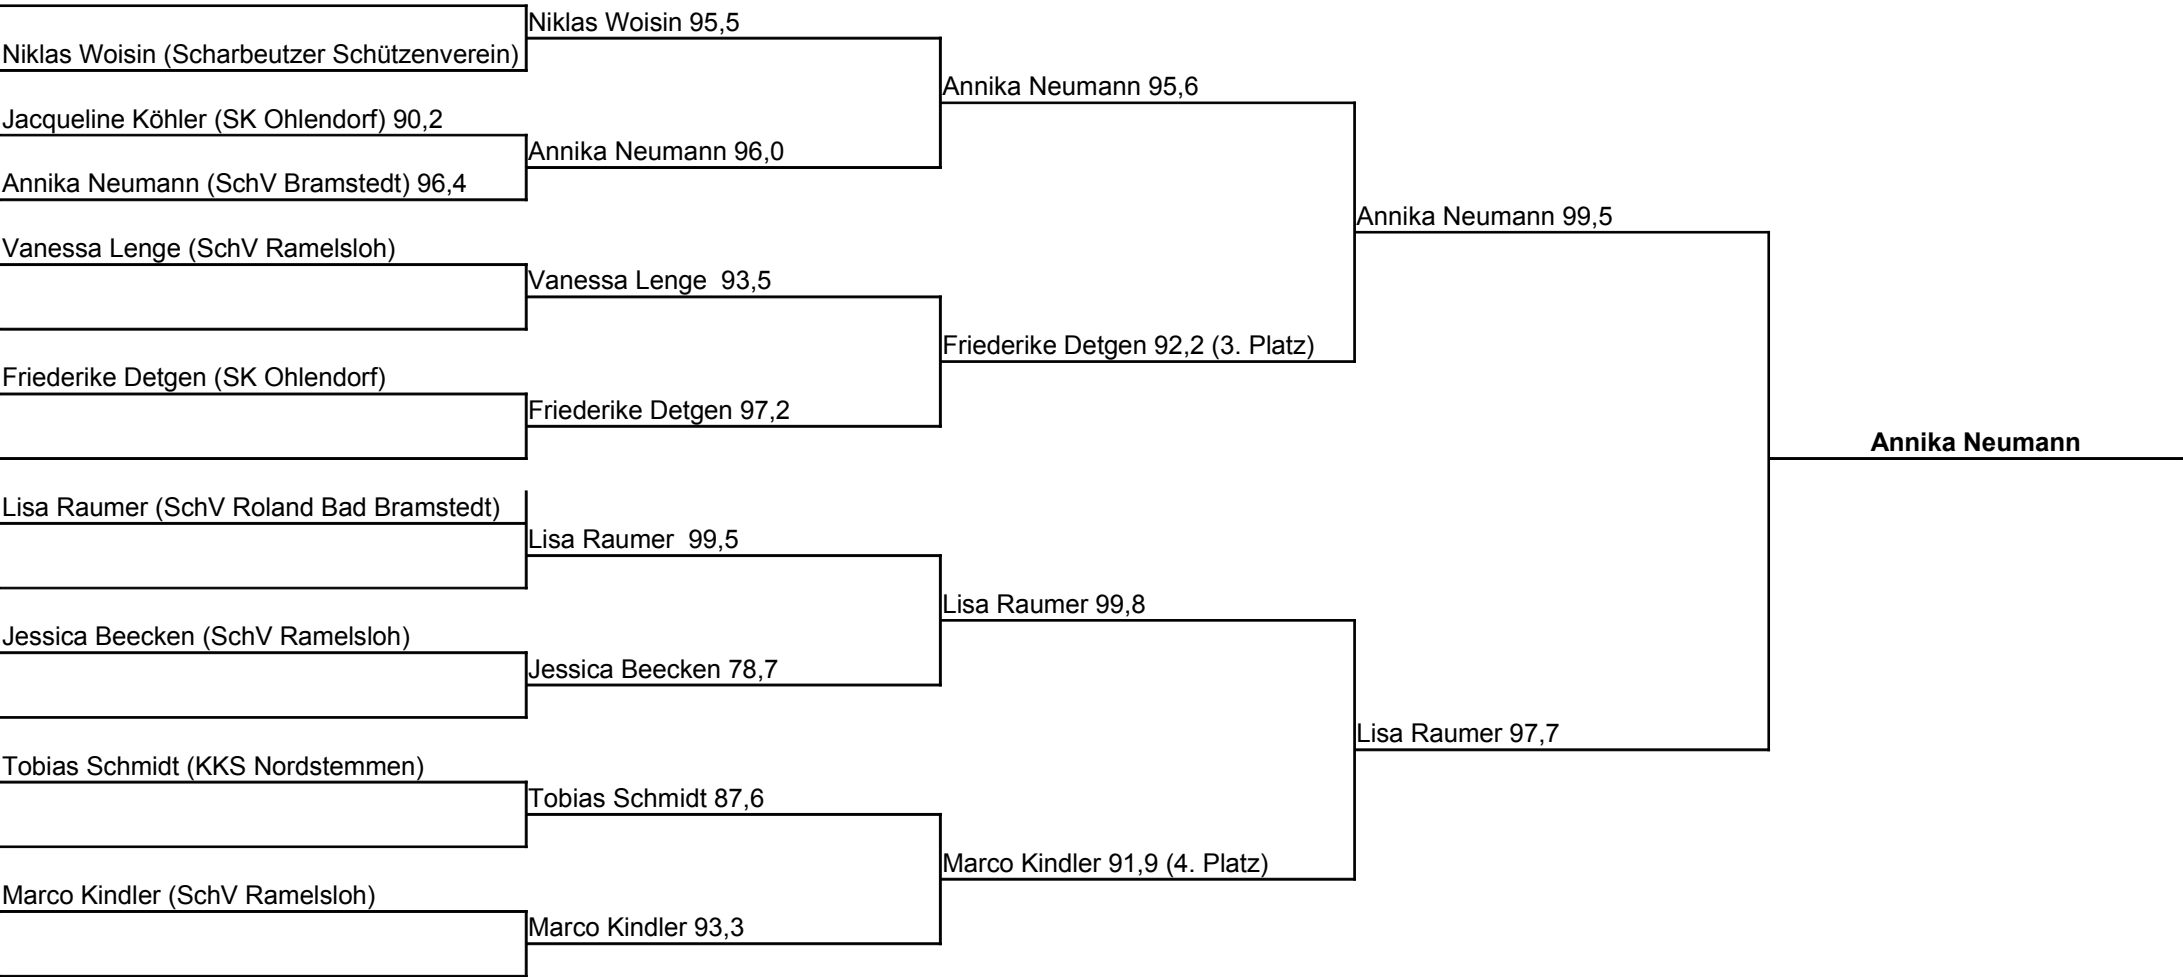 Niklas Woisin (Scharbeutzer Schützenverein)
Jacqueline Köhler (SK Ohlendorf) 90,2
Annika Neumann (SchV Bramstedt) 96,4
Vanessa Lenge (SchV Ramelsloh)
Friederike Detgen (SK Ohlendorf)
Lisa Raumer (SchV Roland Bad Bramstedt)
Jessica Beecken (SchV Ramelsloh)
Tobias Schmidt (KKS Nordstemmen)
Marco Kindler (SchV Ramelsloh)
Niklas Woisin 95,5
Annika Neumann 96,0
Vanessa Lenge  93,5
Friederike Detgen 97,2
Lisa Raumer  99,5
Jessica Beecken 78,7
Tobias Schmidt 87,6
Marco Kindler 93,3
Annika Neumann 95,6
Friederike Detgen 92,2 (3. Platz)
Lisa Raumer 99,8
Marco Kindler 91,9 (4. Platz)
Annika Neumann 99,5
Lisa Raumer 97,7
Annika Neumann